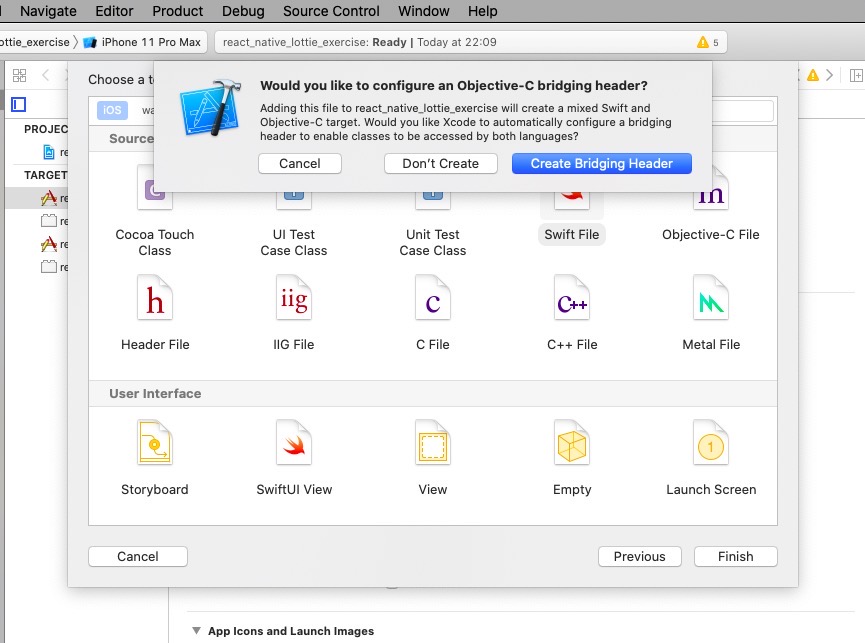 Navigate Editor Product Debug Source Control Window Help
ottie_exercise iPhone 11 Pro Max react_native_lottie_exercise: Ready | Today at 22:09 5
Choose a te
Would you like to configure an Objective-C bridging header?
Adding this file to react_native_lottie_exercise will create a mixed Swift and
Objective-C target. Would you like Xcode to automatically configure a bridging
header to enable classes to be accessed by both languages?
Cancel Don't Create Create Bridging Header
iOS wa
Source
PROJEC
re
TARGET
re
re
re
re
C T T m
Cocoa Touch
Class
UI Test
Case Class
Unit Test
Case Class
Swift File
Objective-C File
h iig c C++
Header File IIG File C File C++ File Metal File
User Interface
1
Storyboard SwiftUI View View Empty Launch Screen
Cancel Previous Finish
App Icons and Launch Images